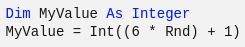 Dim MyValue As Integer
MyValue = Int((6 * Rnd) + 1)